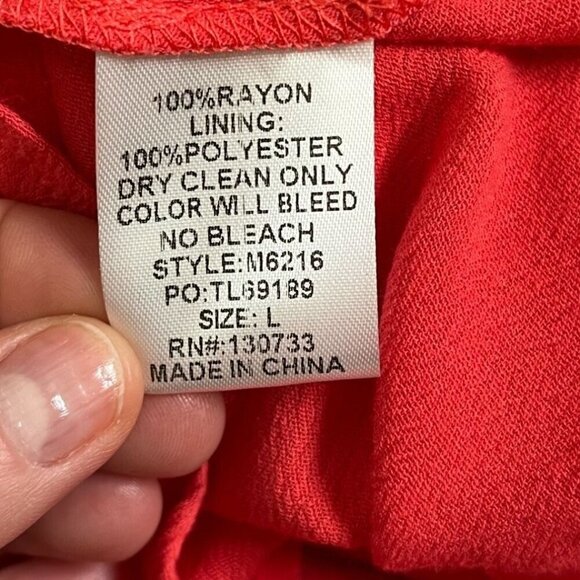 100%RAYON
LINING:
100%POLYESTER
DRY CLEAN ONLY
COLOR WILL BLEED
NO BLEACH
STYLE:M6216
PO:TL69189
SIZE: L
RN#:130733
MADE IN CHINA